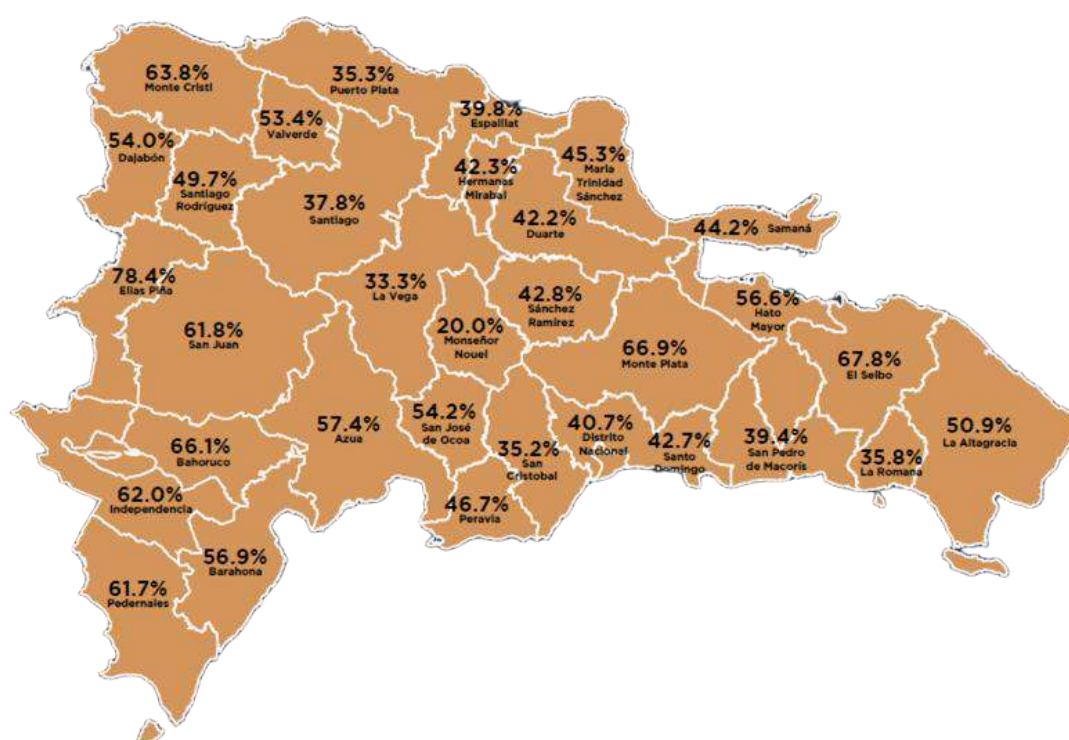 63.8%
Monte Cristi
35.3%
Puerto Plata
39.8%
Espaillat
53.4%
Valverde
54.0%
Dajabón
49.7%
Santiago
Rodríguez
37.8%
Santiago
42.3%
Hermanas
Mirabal
45.3%
María
Trinidad
Sánchez
42.2%
Duarte
44.2% Samaná
78.4%
Elías Piña
61.8%
San Juan
33.3%
La Vega
42.8%
Sánchez
Ramírez
20.0%
Monseñor
Nouel
56.6%
Hato
Mayor
66.9%
Monte Plata
67.8%
El Seibo
50.9%
La Altagracia
57.4%
Azua
54.2%
San José
de Ocoa
35.2%
San
Cristobal
40.7%
Distrito
Nacional
42.7%
Santo
Domingo
39.4%
San Pedro
de Macorís
35.8%
La Romana
46.7%
Peravia
66.1%
Bahoruco
62.0%
Independencia
56.9%
Barahona
61.7%
Pedernales